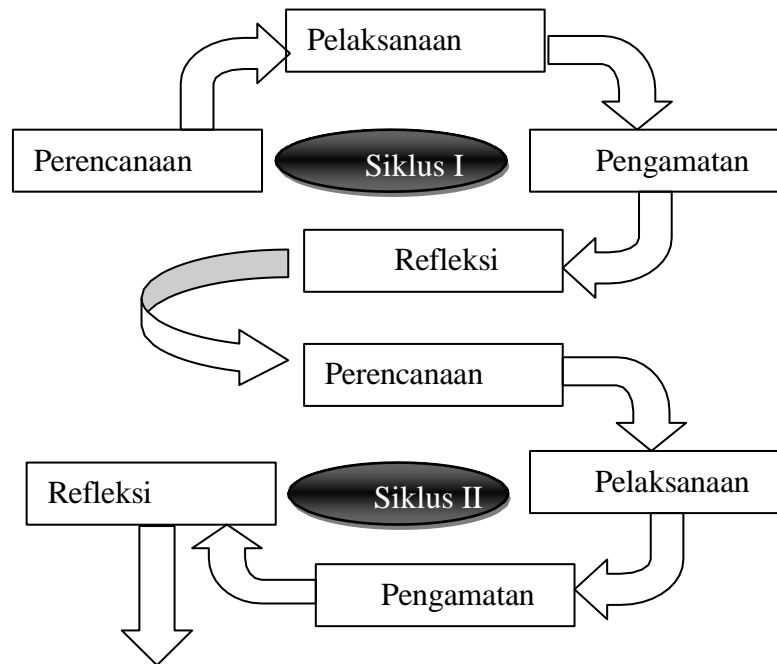 Pelaksanaan
Perencanaan
Siklus I
Pengamatan
Refleksi
Perencanaan
Refleksi
Siklus II
Pelaksanaan
Pengamatan